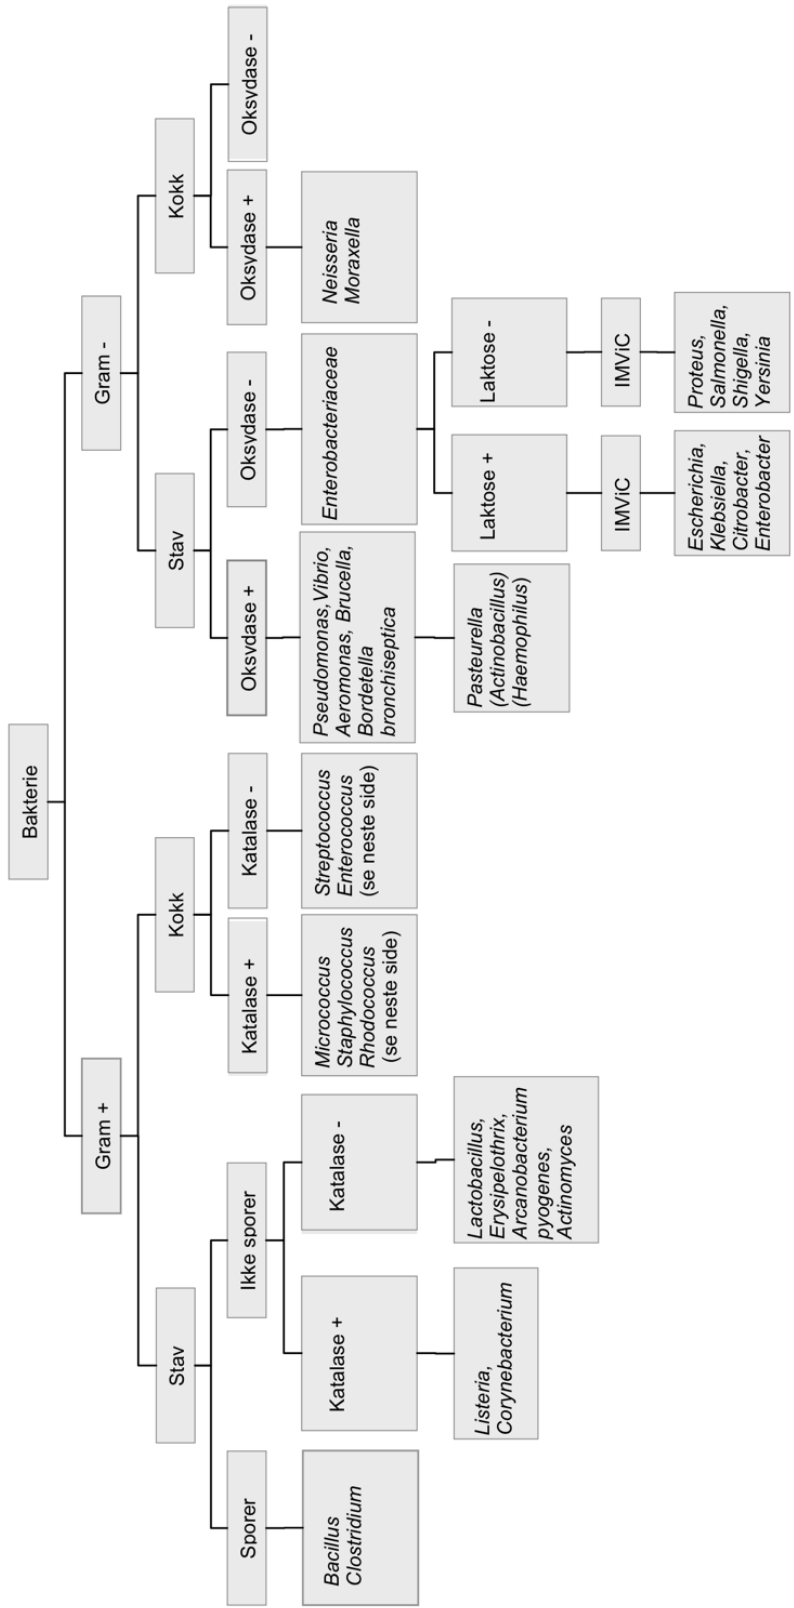 Bakterie
Gram +
Gram -
Stav
Kokk
Stav
Kokk
Sporer
Ikke sporer
Katalase +
Katalase -
Oksydase +
Oksydase -
Oksydase +
Oksydase -
Bacillus
Clostridium
Katalase +
Katalase -
Micrococcus
Staphylococcus
Rhodococcus
(se neste side)
Streptococcus
Enterococcus
(se neste side)
Pseudomonas,Vibrio,
Aeromonas, Brucella,
Bordetella
bronchiseptica
Enterobacteriaceae
Neisseria
Moraxella
Listeria,
Corynebacterium
Lactobacillus,
Erysipelothrix,
Arcanobacterium
pyogenes,
Actinomyces
Pasteurella
(Actinobacillus)
(Haemophilus)
Laktose +
Laktose -
IMViC
IMViC
Escherichia,
Klebsiella,
Citrobacter,
Enterobacter
Proteus,
Salmonella,
Shigella,
Yersinia